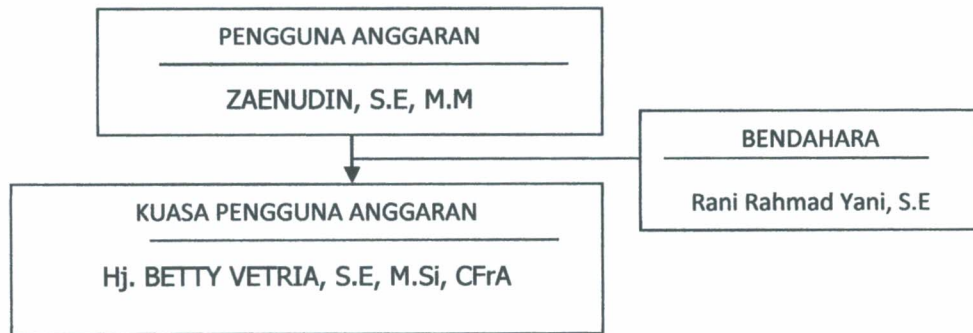 PENGGUNA ANGGARAN
ZAENUDIN, S.E, M.M
BENDAHARA
Rani Rahmad Yani, S.E
KUASA PENGGUNA ANGGARAN
Hj. BETTY VETRIA, S.E, M.Si, CFrA